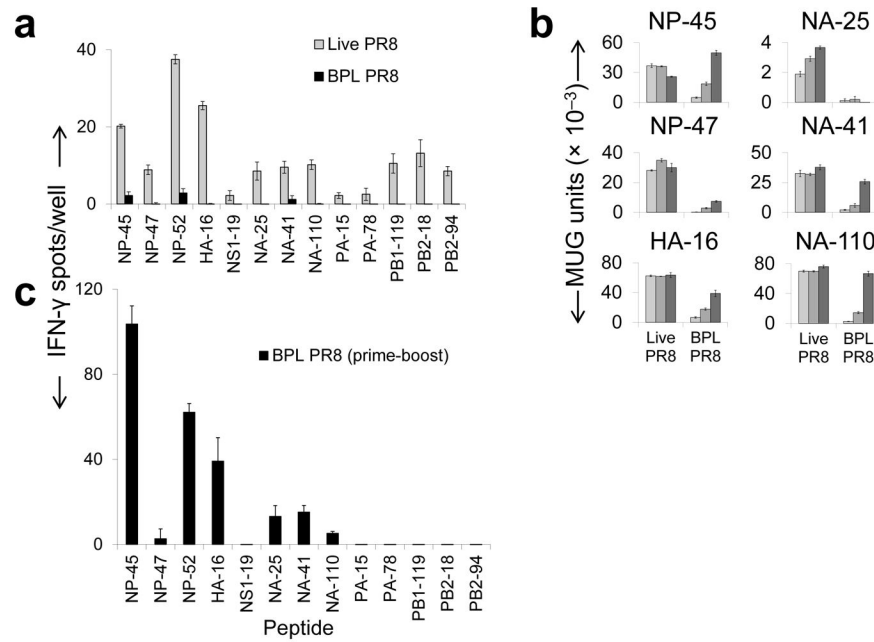 a
IFN-γ spots/well
40
20
0
Live PR8
BPL PR8
NP-45
NP-47
NP-52
HA-16
NS1-19
NA-25
NA-41
NA-110
PA-15
PA-78
PB1-119
PB2-18
PB2-94
b
MUG units (× 10⁻³)
NP-45
60
30
0
NA-25
4
2
0
NP-47
40
20
0
NA-41
50
25
0
HA-16
80
40
0
Live
PR8
BPL
PR8
NA-110
80
40
0
Live
PR8
BPL
PR8
c
120
80
40
0
BPL PR8 (prime-boost)
NP-45
NP-47
NP-52
HA-16
NS1-19
NA-25
NA-41
NA-110
PA-15
PA-78
PB1-119
PB2-18
PB2-94
Peptide